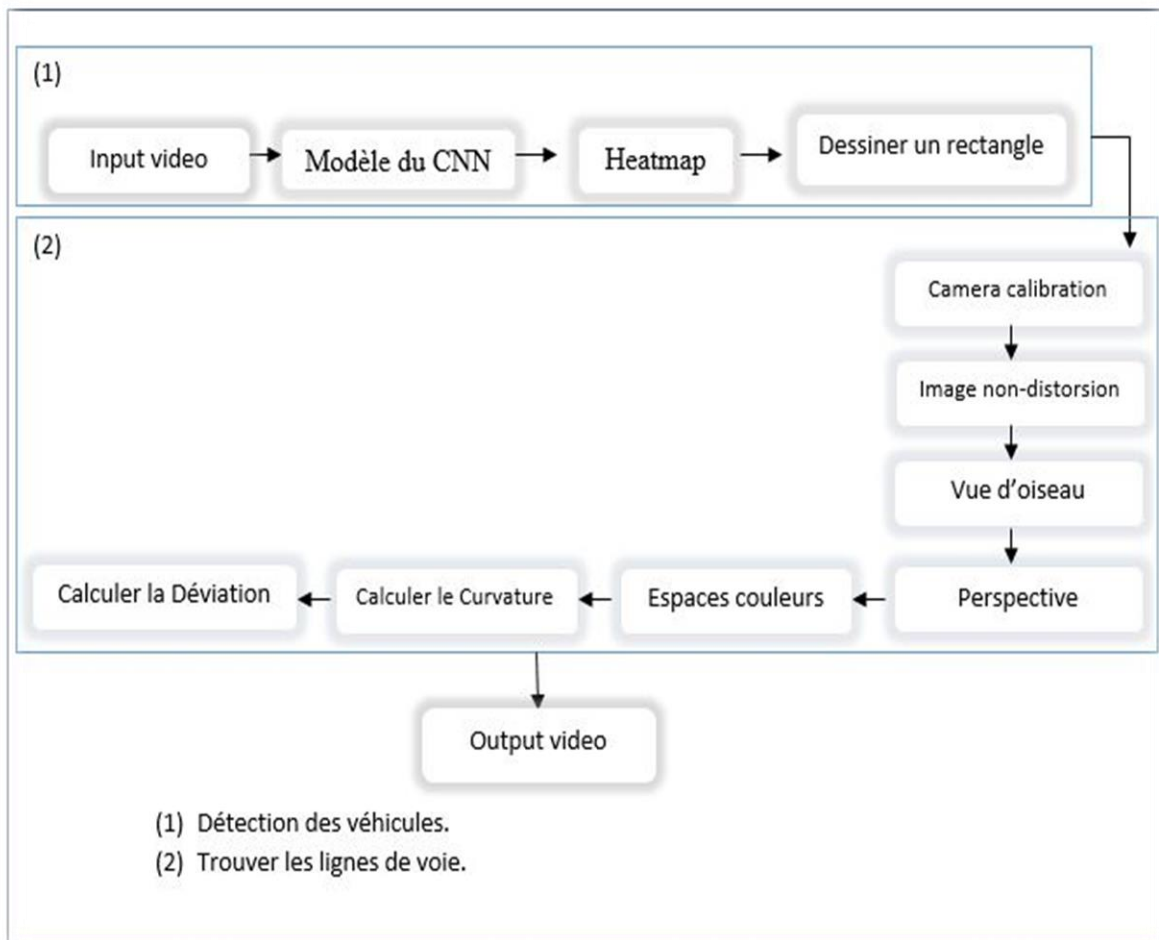 (1)
Input video
Modèle du CNN
Heatmap
Dessiner un rectangle
(2)
Camera calibration
Image non-distorsion
Vue d'oiseau
Perspective
Espaces couleurs
Calculer le Curvature
Calculer la Déviation
Output video
(1) Détection des véhicules.
(2) Trouver les lignes de voie.